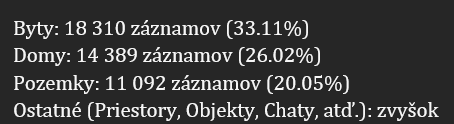 Byty: 18 310 záznamov (33.11%)
Domy: 14 389 záznamov (26.02%)
Pozemky: 11 092 záznamov (20.05%)
Ostatné (Priestory, Objekty, Chaty, atď.): zvyšok